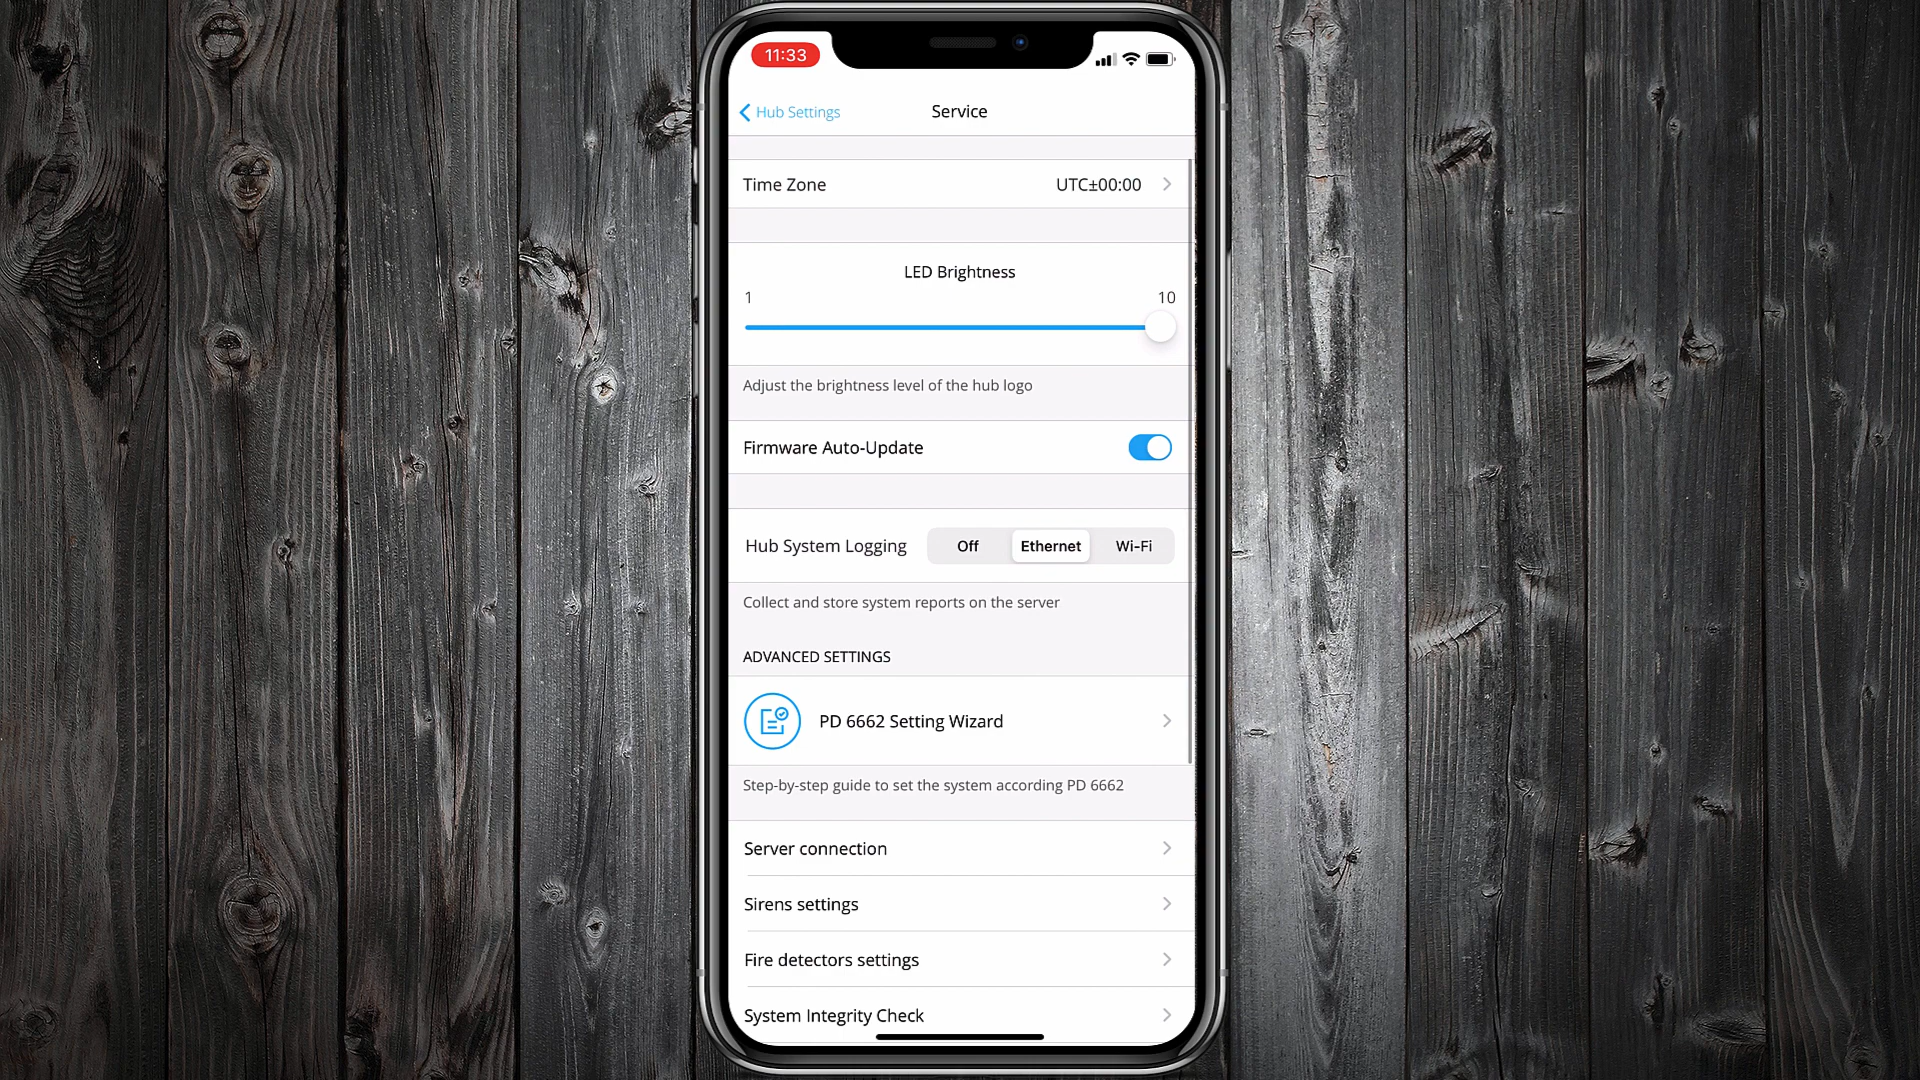 11:33
Hub Settings
Service
Time Zone UTC±00:00
LED Brightness
1 10
Adjust the brightness level of the hub logo
Firmware Auto-Update
Hub System Logging Off Ethernet Wi-Fi
Collect and store system reports on the server
ADVANCED SETTINGS
PD 6662 Setting Wizard
Step-by-step guide to set the system according PD 6662
Server connection
Sirens settings
Fire detectors settings
System Integrity Check